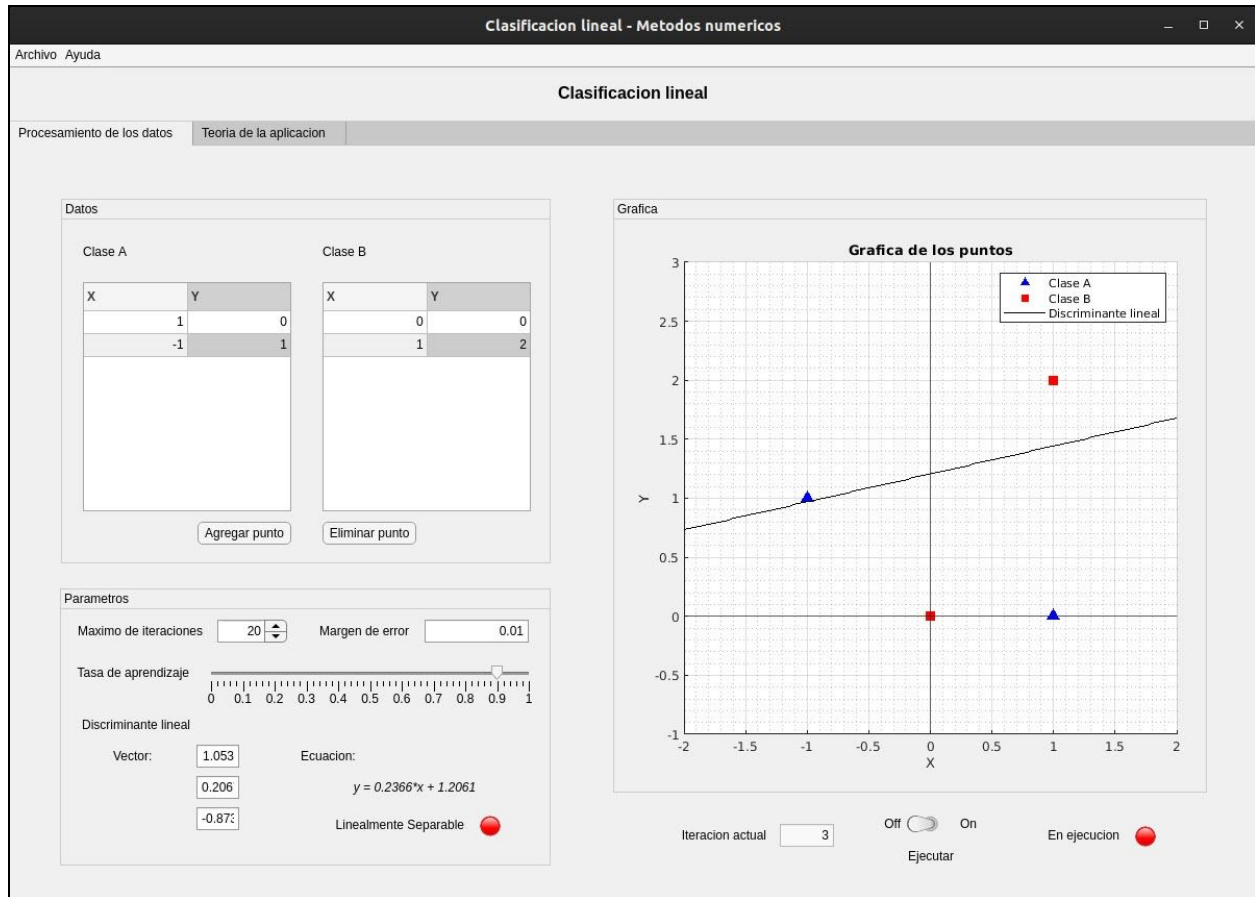 Clasificacion lineal - Metodos numericos
Archivo Ayuda
Clasificacion lineal
Procesamiento de los datos Teoria de la aplicacion
Datos
Clase A Clase B
X Y X Y
1 0 0 0
-1 1 1 2
Agregar punto Eliminar punto
Parametros
Maximo de iteraciones 20 Margen de error 0.01
Tasa de aprendizaje
0 0.1 0.2 0.3 0.4 0.5 0.6 0.7 0.8 0.9 1
Discriminante lineal
Vector: 1.053 Ecuacion:
0.206 y = 0.2366*x + 1.2061
-0.873 Linealmente Separable
Grafica
Grafica de los puntos
Clase A
Clase B
Discriminante lineal
3
2.5
2
1.5
1
0.5
0
-0.5
-1
Y
-2 -1.5 -1 -0.5 0 0.5 1 1.5 2
X
Iteracion actual 3 Off On En ejecucion
Ejecutar